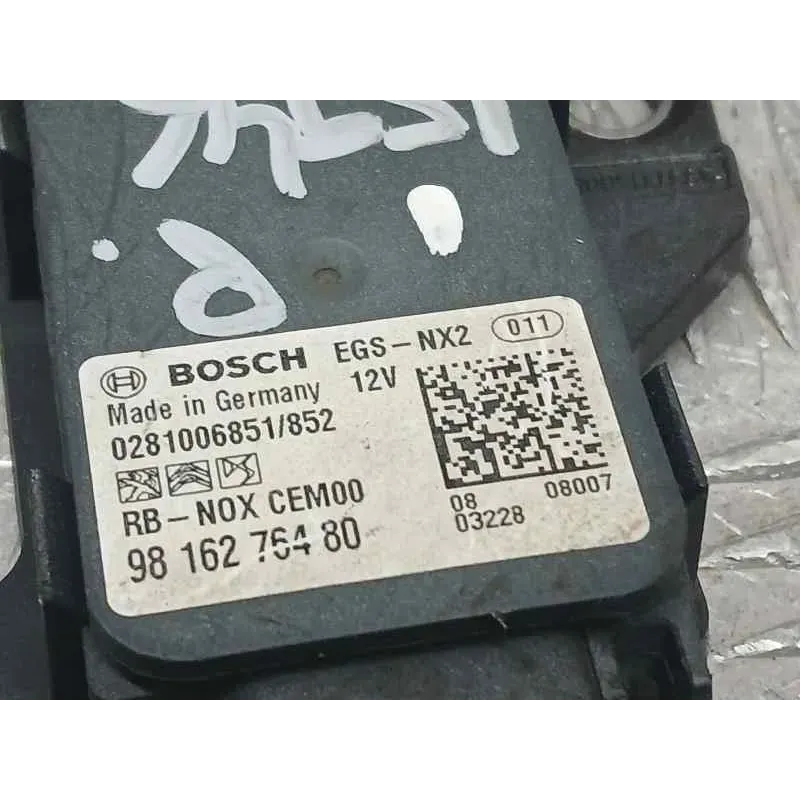 BOSCH EGS-NX2 011
Made in Germany 12V
0281006851/852
RB-NOX CEM00
98 162 764 80
08 08007
03228